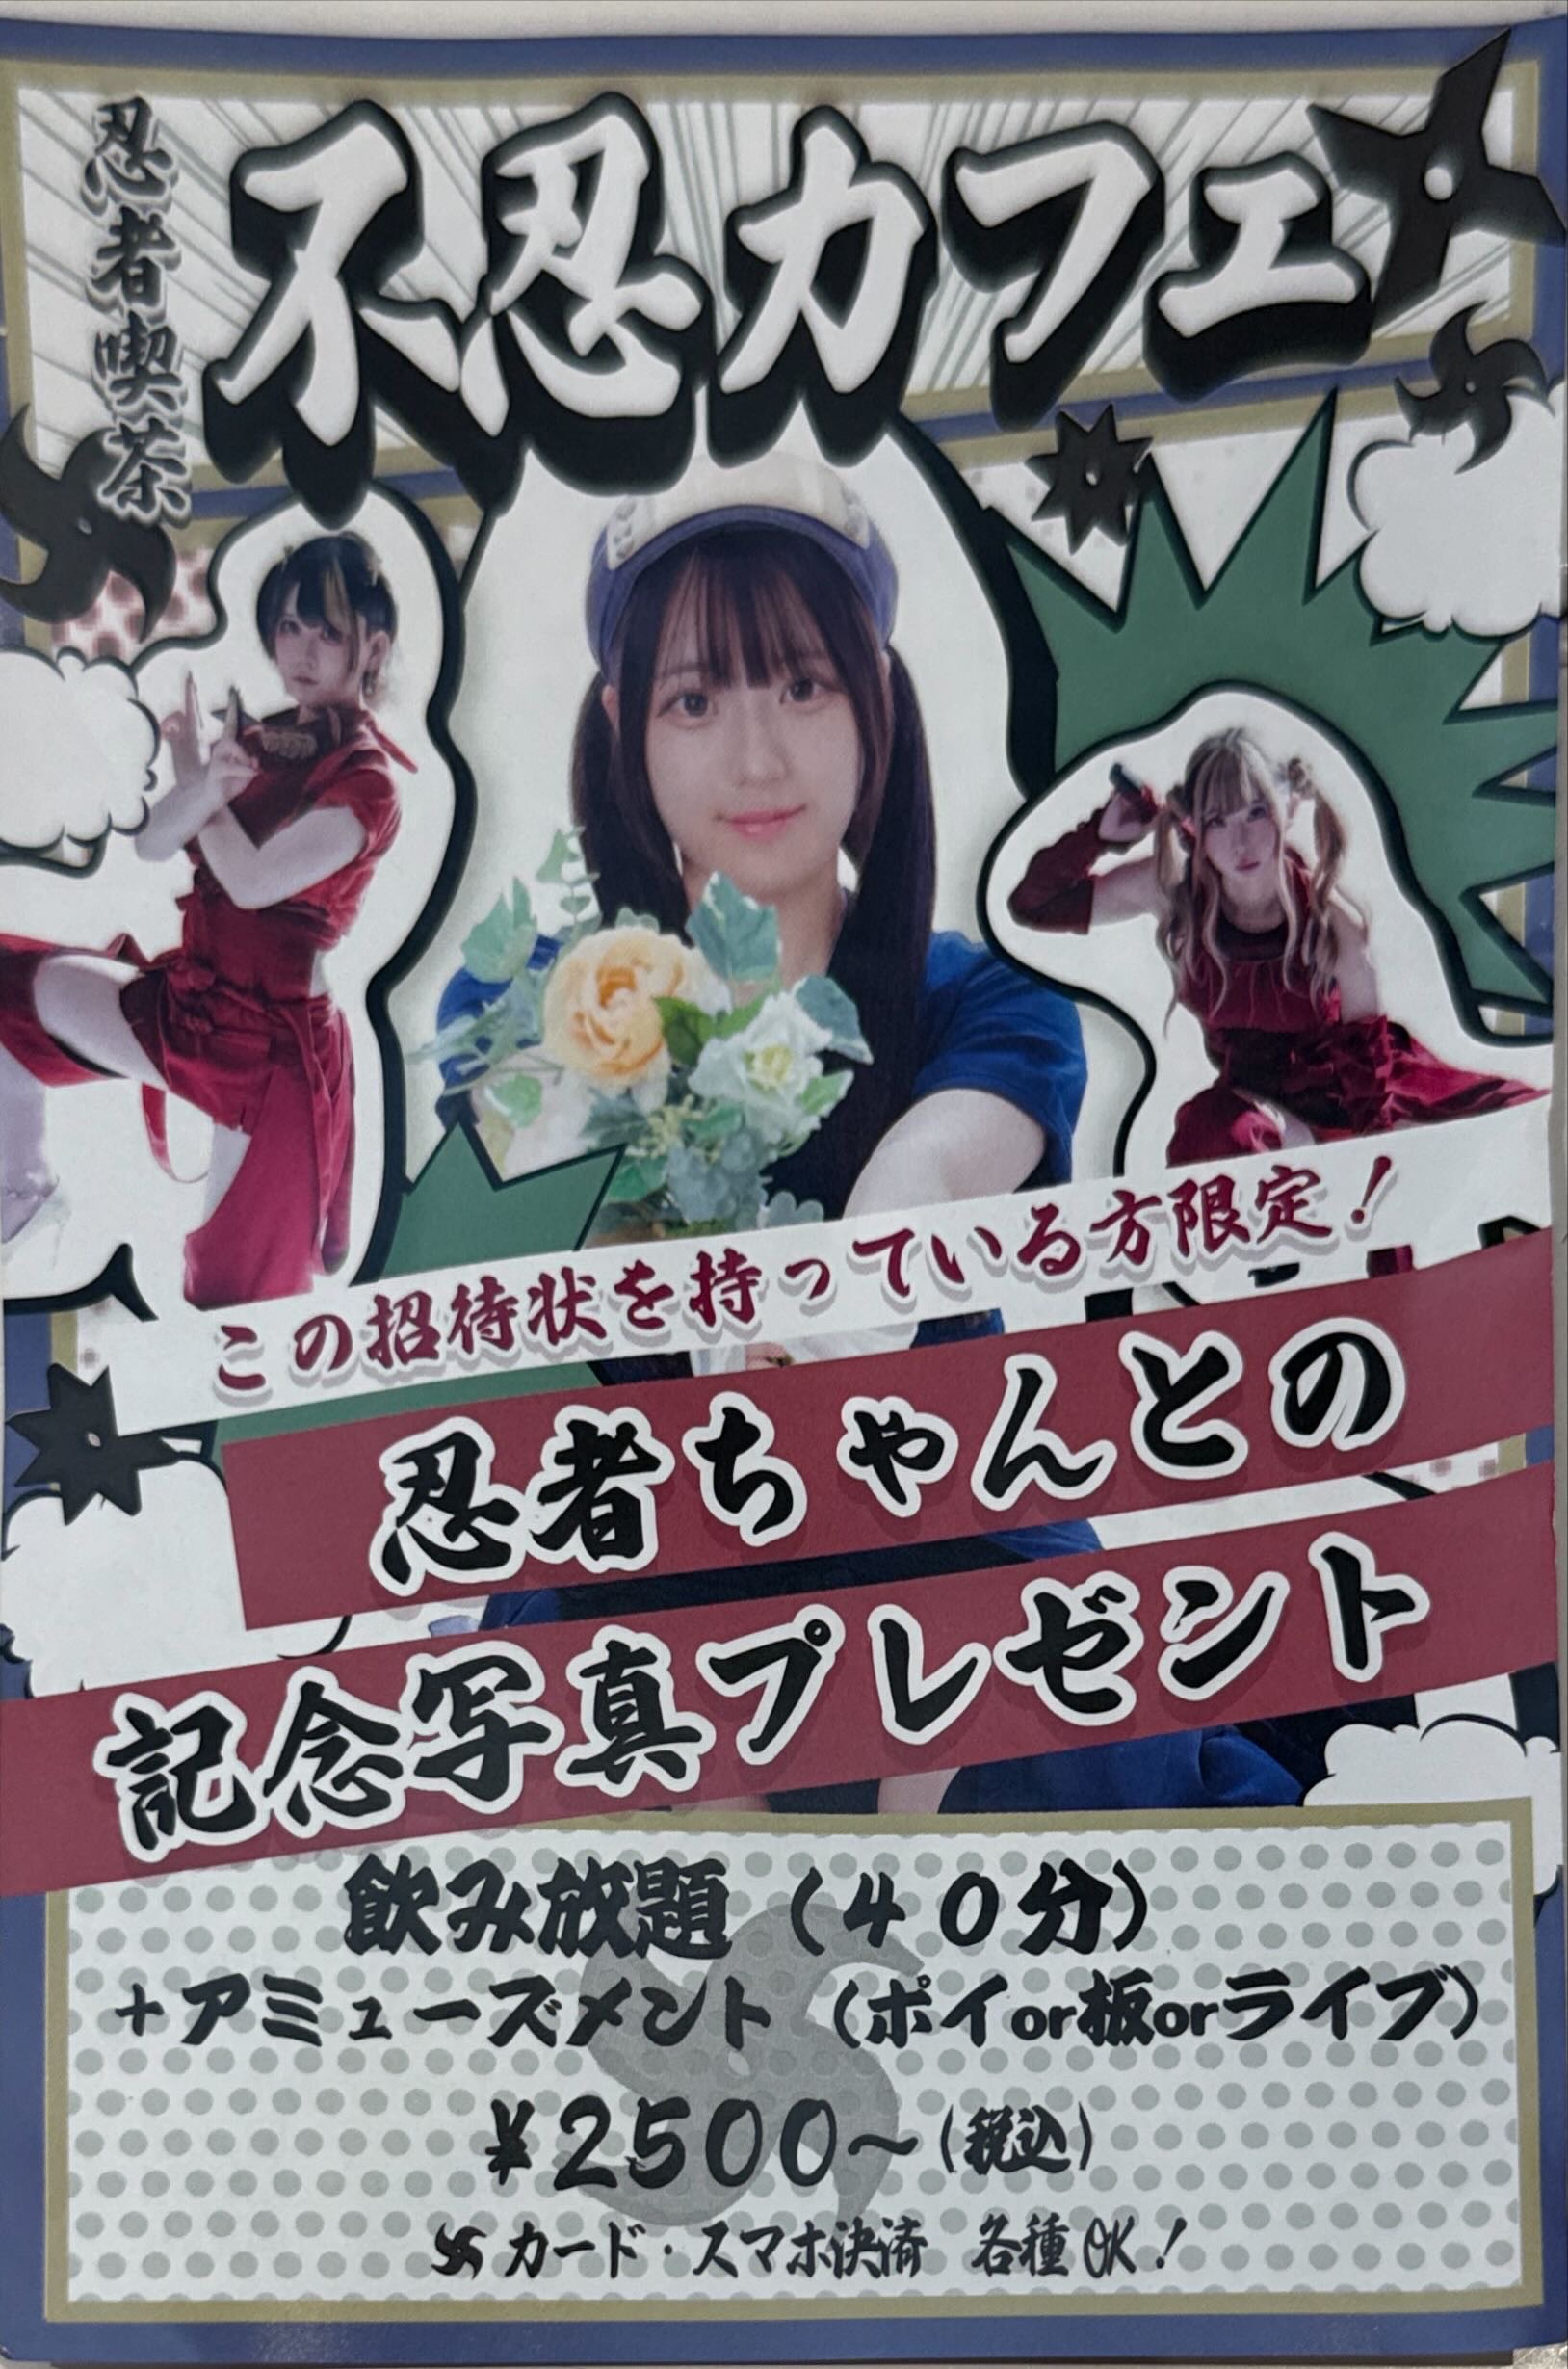 忍者喫茶
不忍カフェ
この招待状を持っている方限定!
忍者ちゃんとの
記念写真プレゼント
飲み放題(40分)
+アミューズメント(ポイor板orライブ)
¥2500~(税込)
カード・スマホ決済 各種OK!